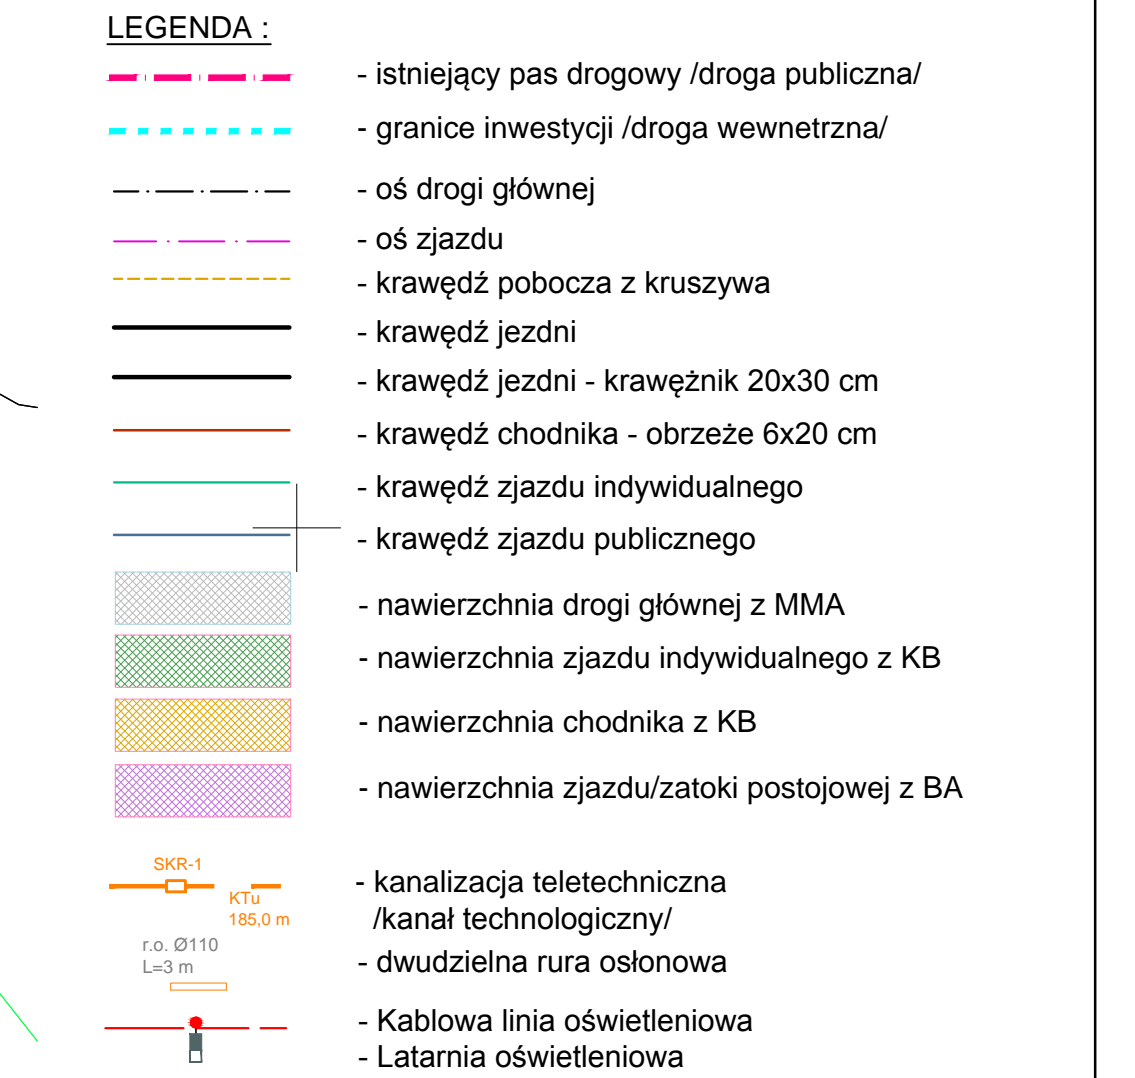 LEGENDA :
- istniejący pas drogowy /droga publiczna/
- granice inwestycji /droga wewnetrzna/
- oś drogi głównej
- oś zjazdu
- krawędź pobocza z kruszywa
- krawędź jezdni
- krawędź jezdni - krawężnik 20x30 cm
- krawędź chodnika - obrzeże 6x20 cm
- krawędź zjazdu indywidualnego
- krawędź zjazdu publicznego
- nawierzchnia drogi głównej z MMA
- nawierzchnia zjazdu indywidualnego z KB
- nawierzchnia chodnika z KB
- nawierzchnia zjazdu/zatoki postojowej z BA
SKR-1
KTu
185,0 m
- kanalizacja teletechniczna
/kanał technologiczny/
r.o. Ø110
L=3 m
- dwudzielna rura osłonowa
- Kablowa linia oświetleniowa
- Latarnia oświetleniowa